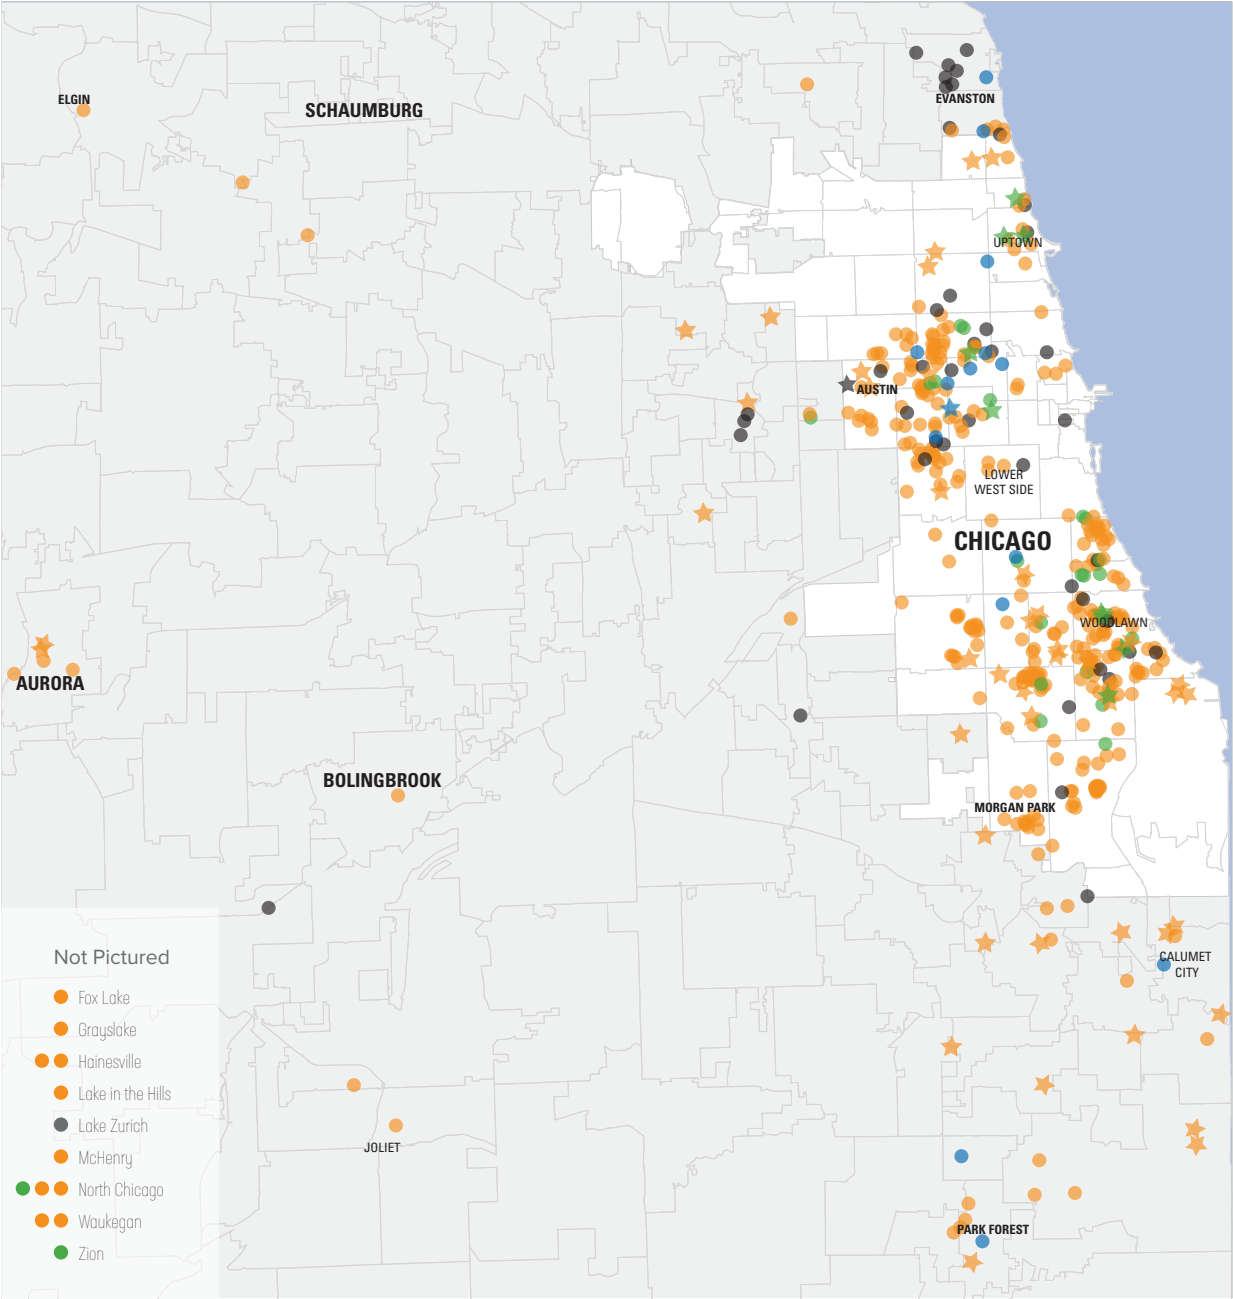 ELGIN
SCHAUMBURG
EVANSTON
UPTOWN
AUSTIN
LOWER
WEST SIDE
CHICAGO
WOODLAWN
AURORA
BOLINGBROOK
MORGAN PARK
Not Pictured
Fox Lake
Grayslake
Hainesville
Lake in the Hills
Lake Zurich
McHenry
North Chicago
Waukegan
Zion
CALUMET
CITY
JOLIET
PARK FOREST